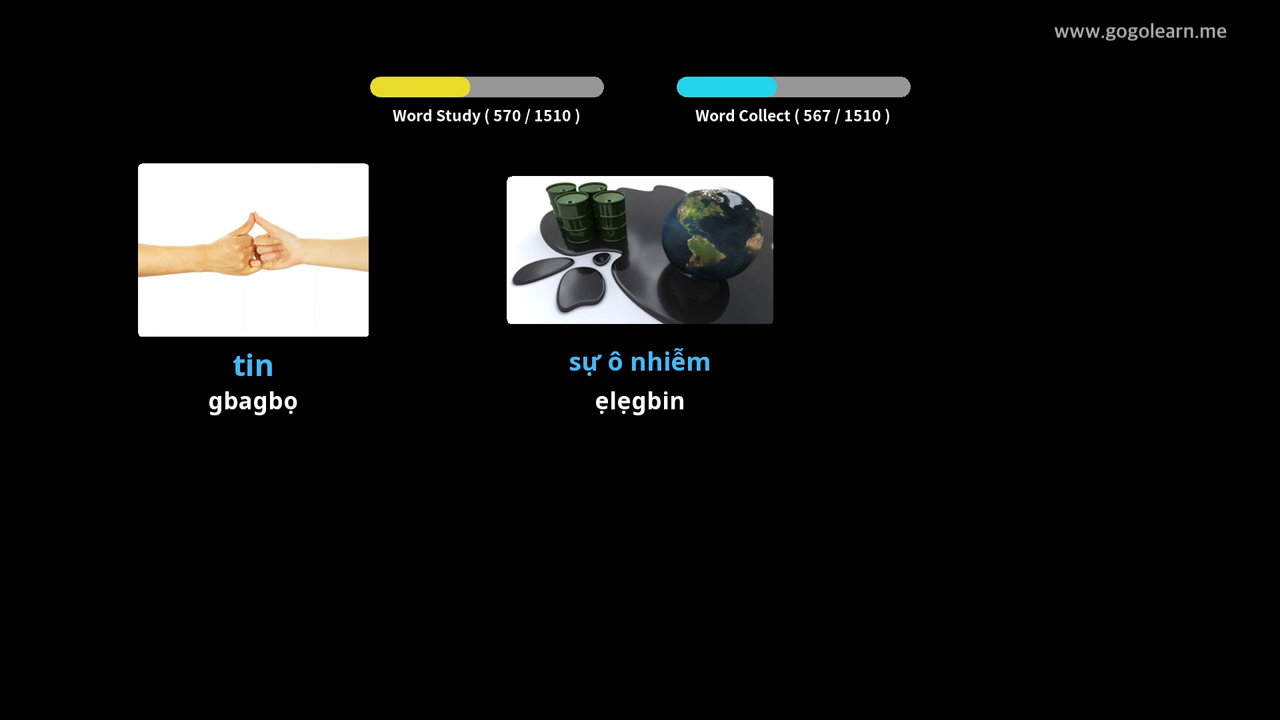 www.gogolearn.me
Word Study ( 570 / 1510 )
Word Collect ( 567 / 1510 )
tin
gbagbọ
sự ô nhiễm
ẹlẹgbin